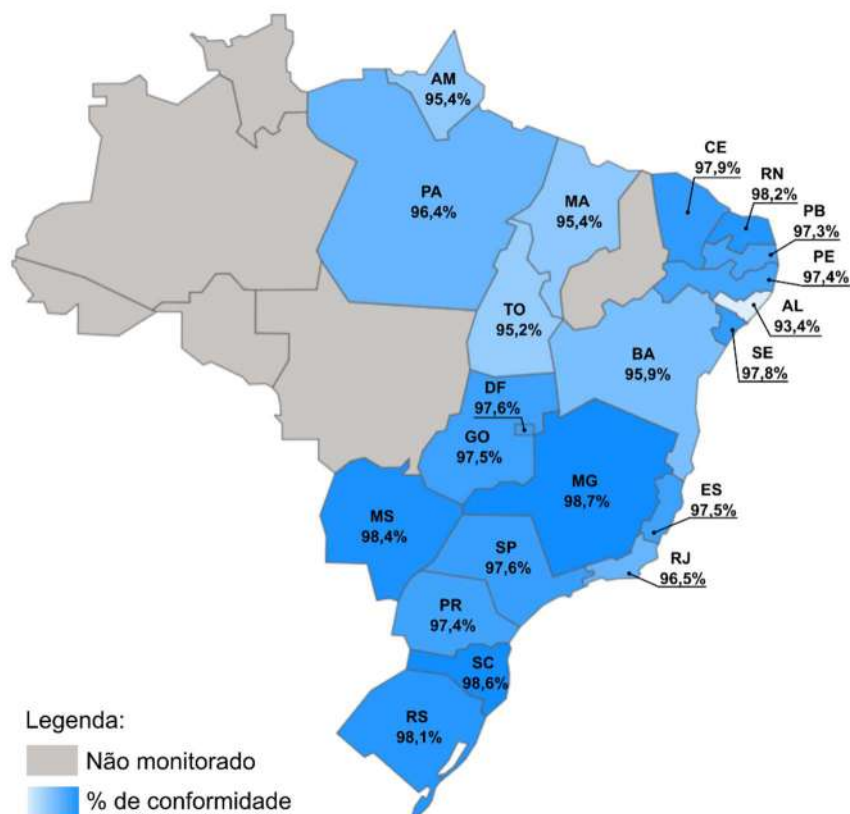 AM
95,4%
CE
97,9%
RN
98,2%
PA
96,4%
MA
95,4%
PB
97,3%
PE
97,4%
TO
95,2%
AL
93,4%
BA
95,9%
SE
97,8%
DF
97,6%
GO
97,5%
MG
98,7%
ES
97,5%
MS
98,4%
SP
97,6%
RJ
96,5%
PR
97,4%
SC
98,6%
RS
98,1%
Legenda:
Não monitorado
% de conformidade